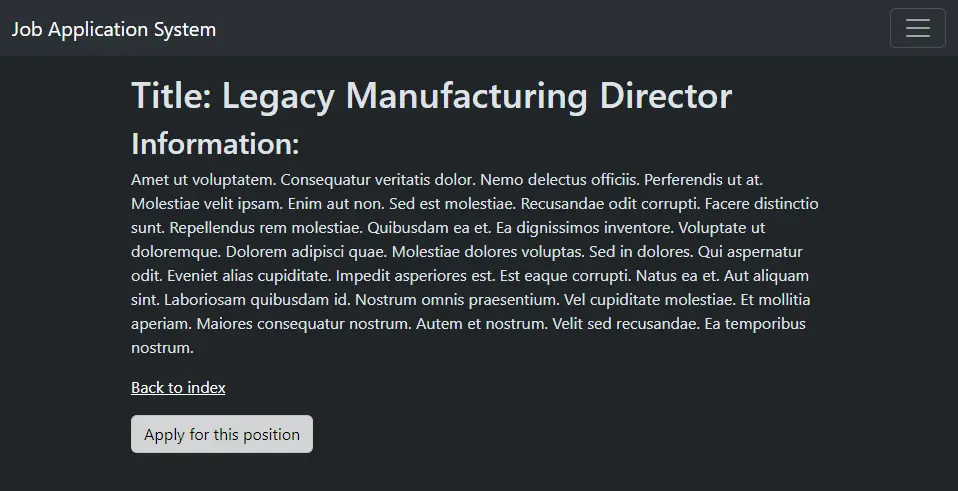 Job Application System
Title: Legacy Manufacturing Director
Information:
Amet ut voluptatem. Consequatur veritatis dolor. Nemo delectus officiis. Perferendis ut at.
Molestiae velit ipsam. Enim aut non. Sed est molestiae. Recusandae odit corrupti. Facere distinctio
sunt. Repellendus rem molestiae. Quibusdam ea et. Ea dignissimos inventore. Voluptate ut
doloremque. Dolorem adipisci quae. Molestiae dolores voluptas. Sed in dolores. Qui aspernatur
odit. Eveniet alias cupiditate. Impedit asperiores est. Est eaque corrupti. Natus ea et. Aut aliquam
sint. Laboriosam quibusdam id. Nostrum omnis praesentium. Vel cupiditate molestiae. Et mollitia
aperiam. Maiores consequatur nostrum. Autem et nostrum. Velit sed recusandae. Ea temporibus
nostrum.
Back to index
Apply for this position